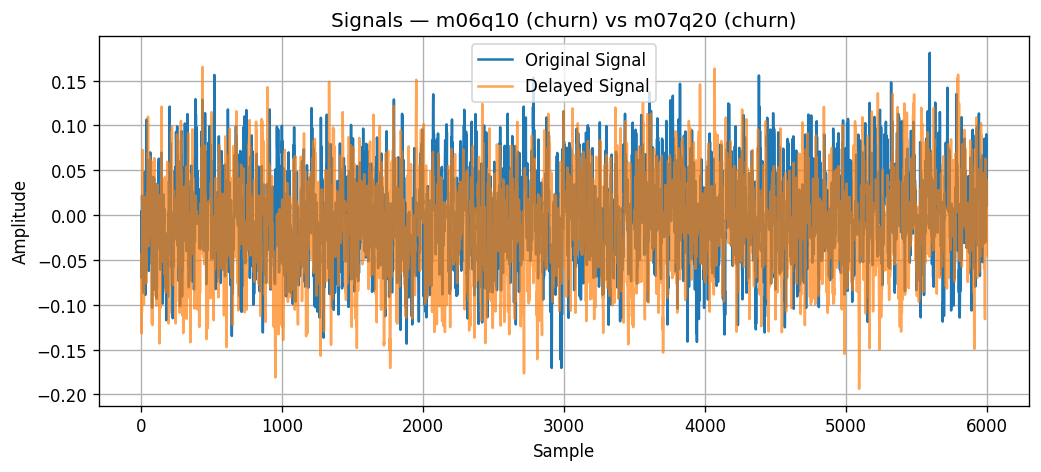 Signals — m06q10 (churn) vs m07q20 (churn)
Original Signal
Delayed Signal
Amplitude
0.15
0.10
0.05
0.00
−0.05
−0.10
−0.15
−0.20
0 1000 2000 3000 4000 5000 6000
Sample